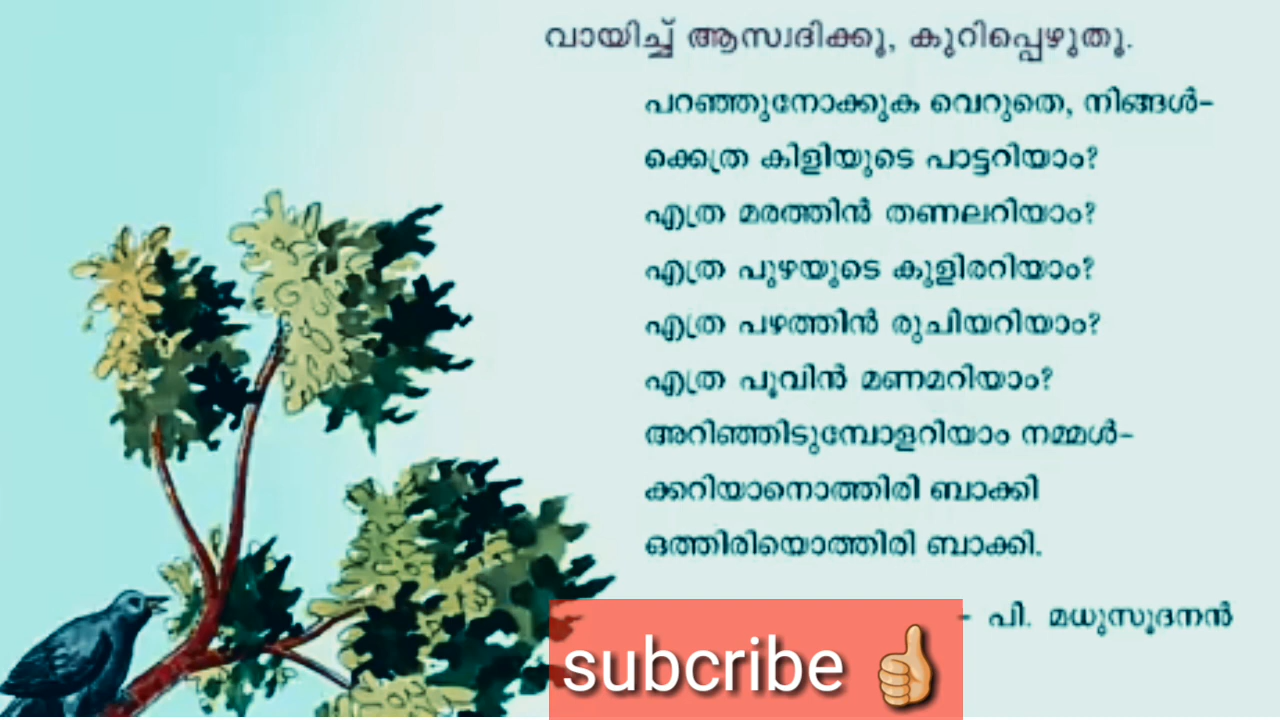 വായിച്ച് ആസ്വദിക്കൂ, കുറിപ്പെഴുതൂ.
പറഞ്ഞുനോക്കുക വെറുതെ, നിങ്ങൾ-
ക്കെത്ര കിളിയുടെ പാട്ടറിയാം?
എത്ര മരത്തിൻ തണലറിയാം?
എത്ര പുഴയുടെ കുളിരറിയാം?
എത്ര പഴത്തിൻ രുചിയറിയാം?
എത്ര പൂവിൻ മണമറിയാം?
അറിഞ്ഞിടുമ്പോളറിയാം നമ്മൾ-
ക്കറിയാനൊത്തിരി ബാക്കി
ഒത്തിരിയൊത്തിരി ബാക്കി.
- പി. മധുസൂദനൻ
subcribe